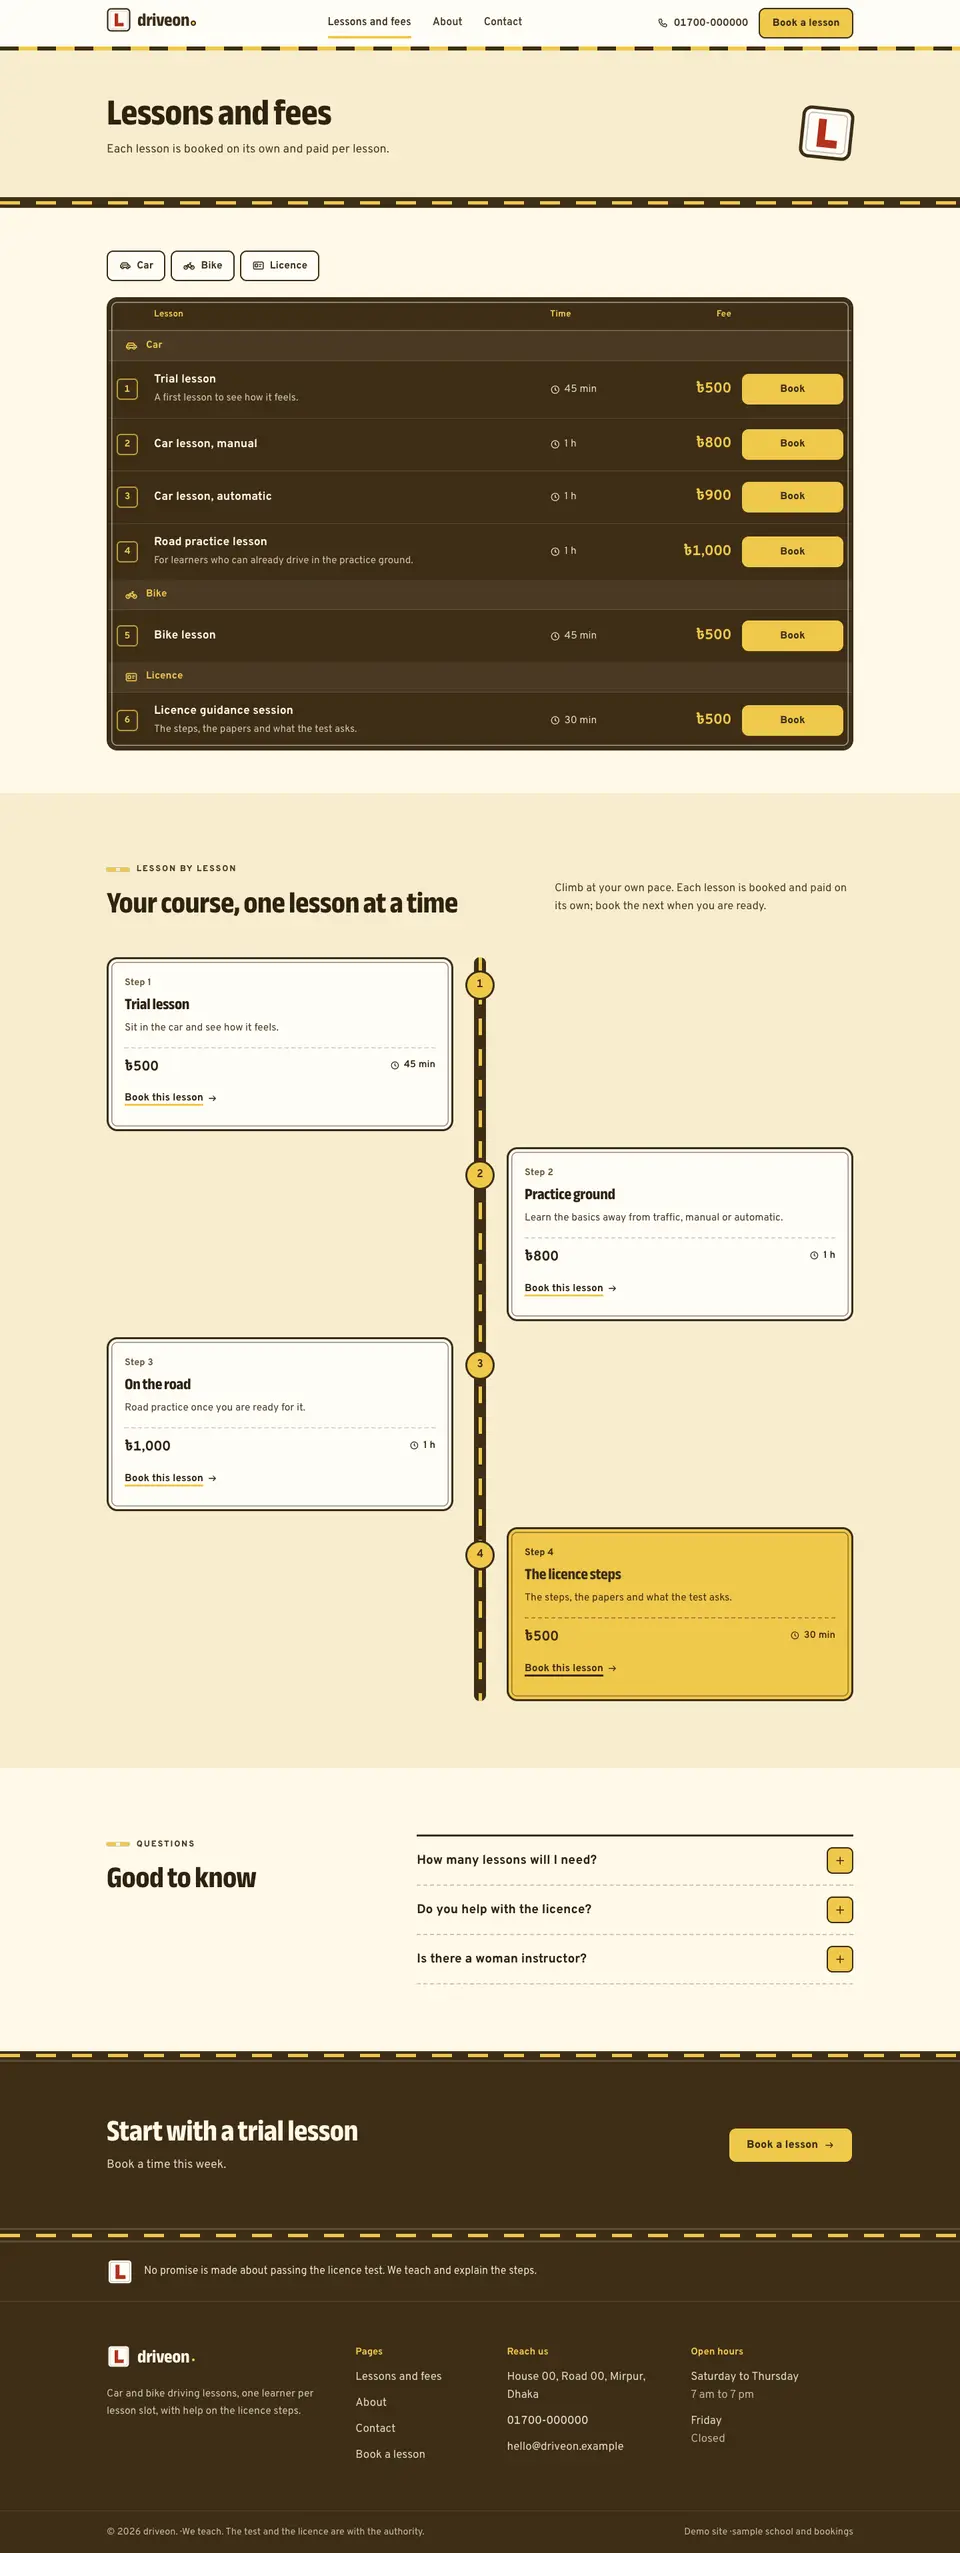 L driveon
Lessons and fees
About
Contact
01700-000000
Book a lesson
Lessons and fees
Each lesson is booked on its own and paid per lesson.
L
Car
Bike
Licence
Lesson Time Fee
Car
1 Trial lesson 45 min ৳500 Book
A first lesson to see how it feels.
2 Car lesson, manual 1 h ৳800 Book
3 Car lesson, automatic 1 h ৳900 Book
4 Road practice lesson 1 h ৳1,000 Book
For learners who can already drive in the practice ground.
Bike
5 Bike lesson 45 min ৳500 Book
Licence
6 Licence guidance session 30 min ৳500 Book
The steps, the papers and what the test asks.
LESSON BY LESSON
Your course, one lesson at a time
Climb at your own pace. Each lesson is booked and paid on
its own; book the next when you are ready.
1
Step 1
Trial lesson
Sit in the car and see how it feels.
৳500 45 min
Book this lesson →
2
Step 2
Practice ground
Learn the basics away from traffic, manual or automatic.
৳800 1 h
Book this lesson →
3
Step 3
On the road
Road practice once you are ready for it.
৳1,000 1 h
Book this lesson →
4
Step 4
The licence steps
The steps, the papers and what the test asks.
৳500 30 min
Book this lesson →
QUESTIONS
Good to know
How many lessons will I need? +
Do you help with the licence? +
Is there a woman instructor? +
Start with a trial lesson
Book a time this week.
Book a lesson →
L No promise is made about passing the licence test. We teach and explain the steps.
L driveon.
Car and bike driving lessons, one learner per
lesson slot, with help on the licence steps.
Pages
Lessons and fees
About
Contact
Book a lesson
Reach us
House 00, Road 00, Mirpur,
Dhaka
01700-000000
hello@driveon.example
Open hours
Saturday to Thursday
7 am to 7 pm
Friday
Closed
© 2026 driveon. ·We teach. The test and the licence are with the authority.
Demo site ·sample school and bookings